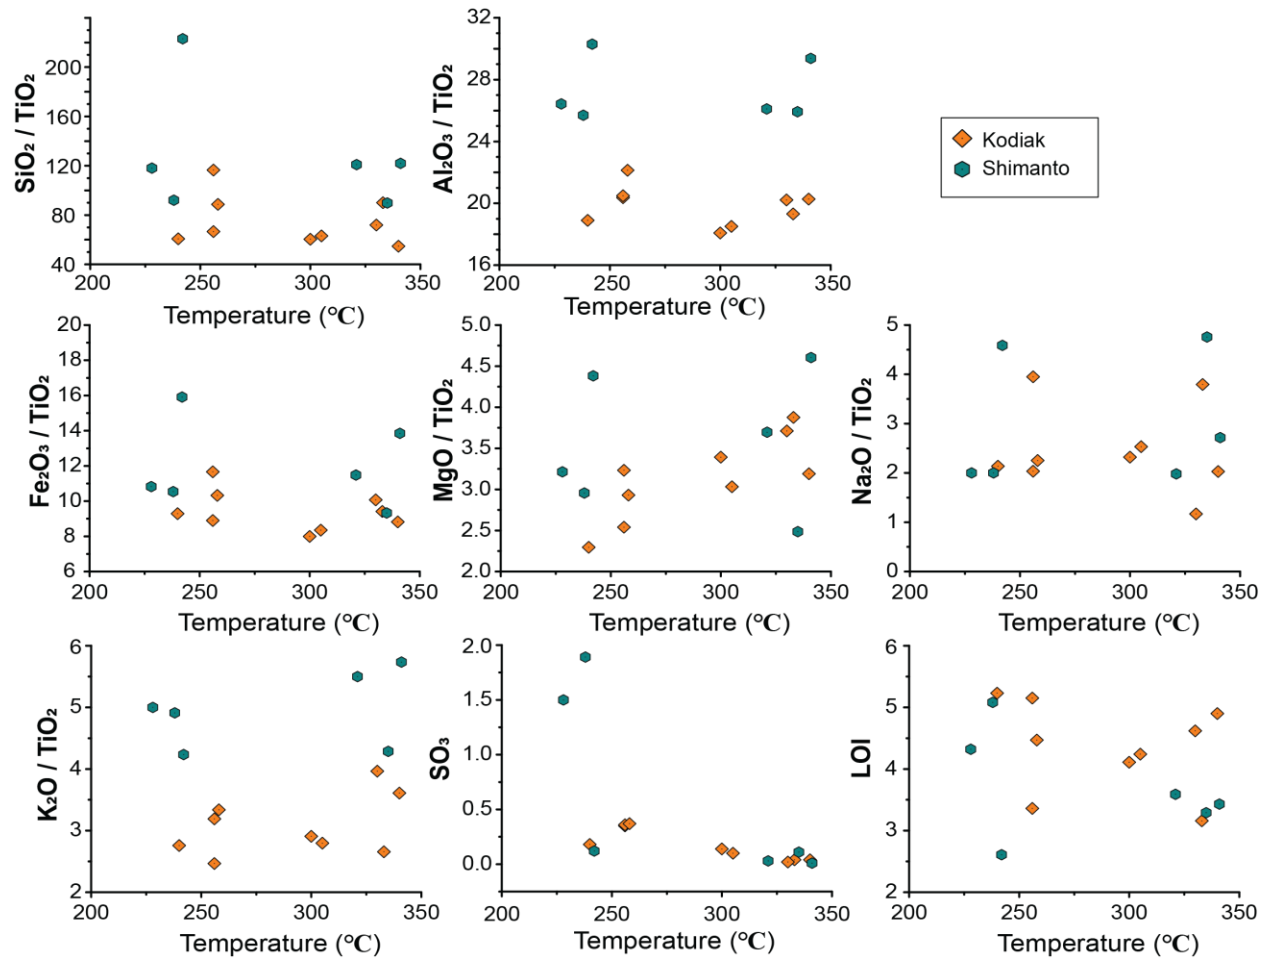 SiO₂ / TiO₂
200
160
120
80
40
200 250 300 350
Temperature (°C)
Al₂O₃ / TiO₂
32
28
24
20
16
200 250 300 350
Temperature (°C)
Kodiak
Shimanto
Fe₂O₃ / TiO₂
20
18
16
14
12
10
8
6
200 250 300 350
Temperature (°C)
MgO / TiO₂
5.0
4.5
4.0
3.5
3.0
2.5
2.0
200 250 300 350
Temperature (°C)
Na₂O / TiO₂
5
4
3
2
1
0
200 250 300 350
Temperature (°C)
K₂O / TiO₂
6
5
4
3
2
200 250 300 350
Temperature (°C)
SO₃
2.0
1.5
1.0
0.5
0.0
200 250 300 350
Temperature (°C)
LOI
6
5
4
3
2
200 250 300 350
Temperature (°C)